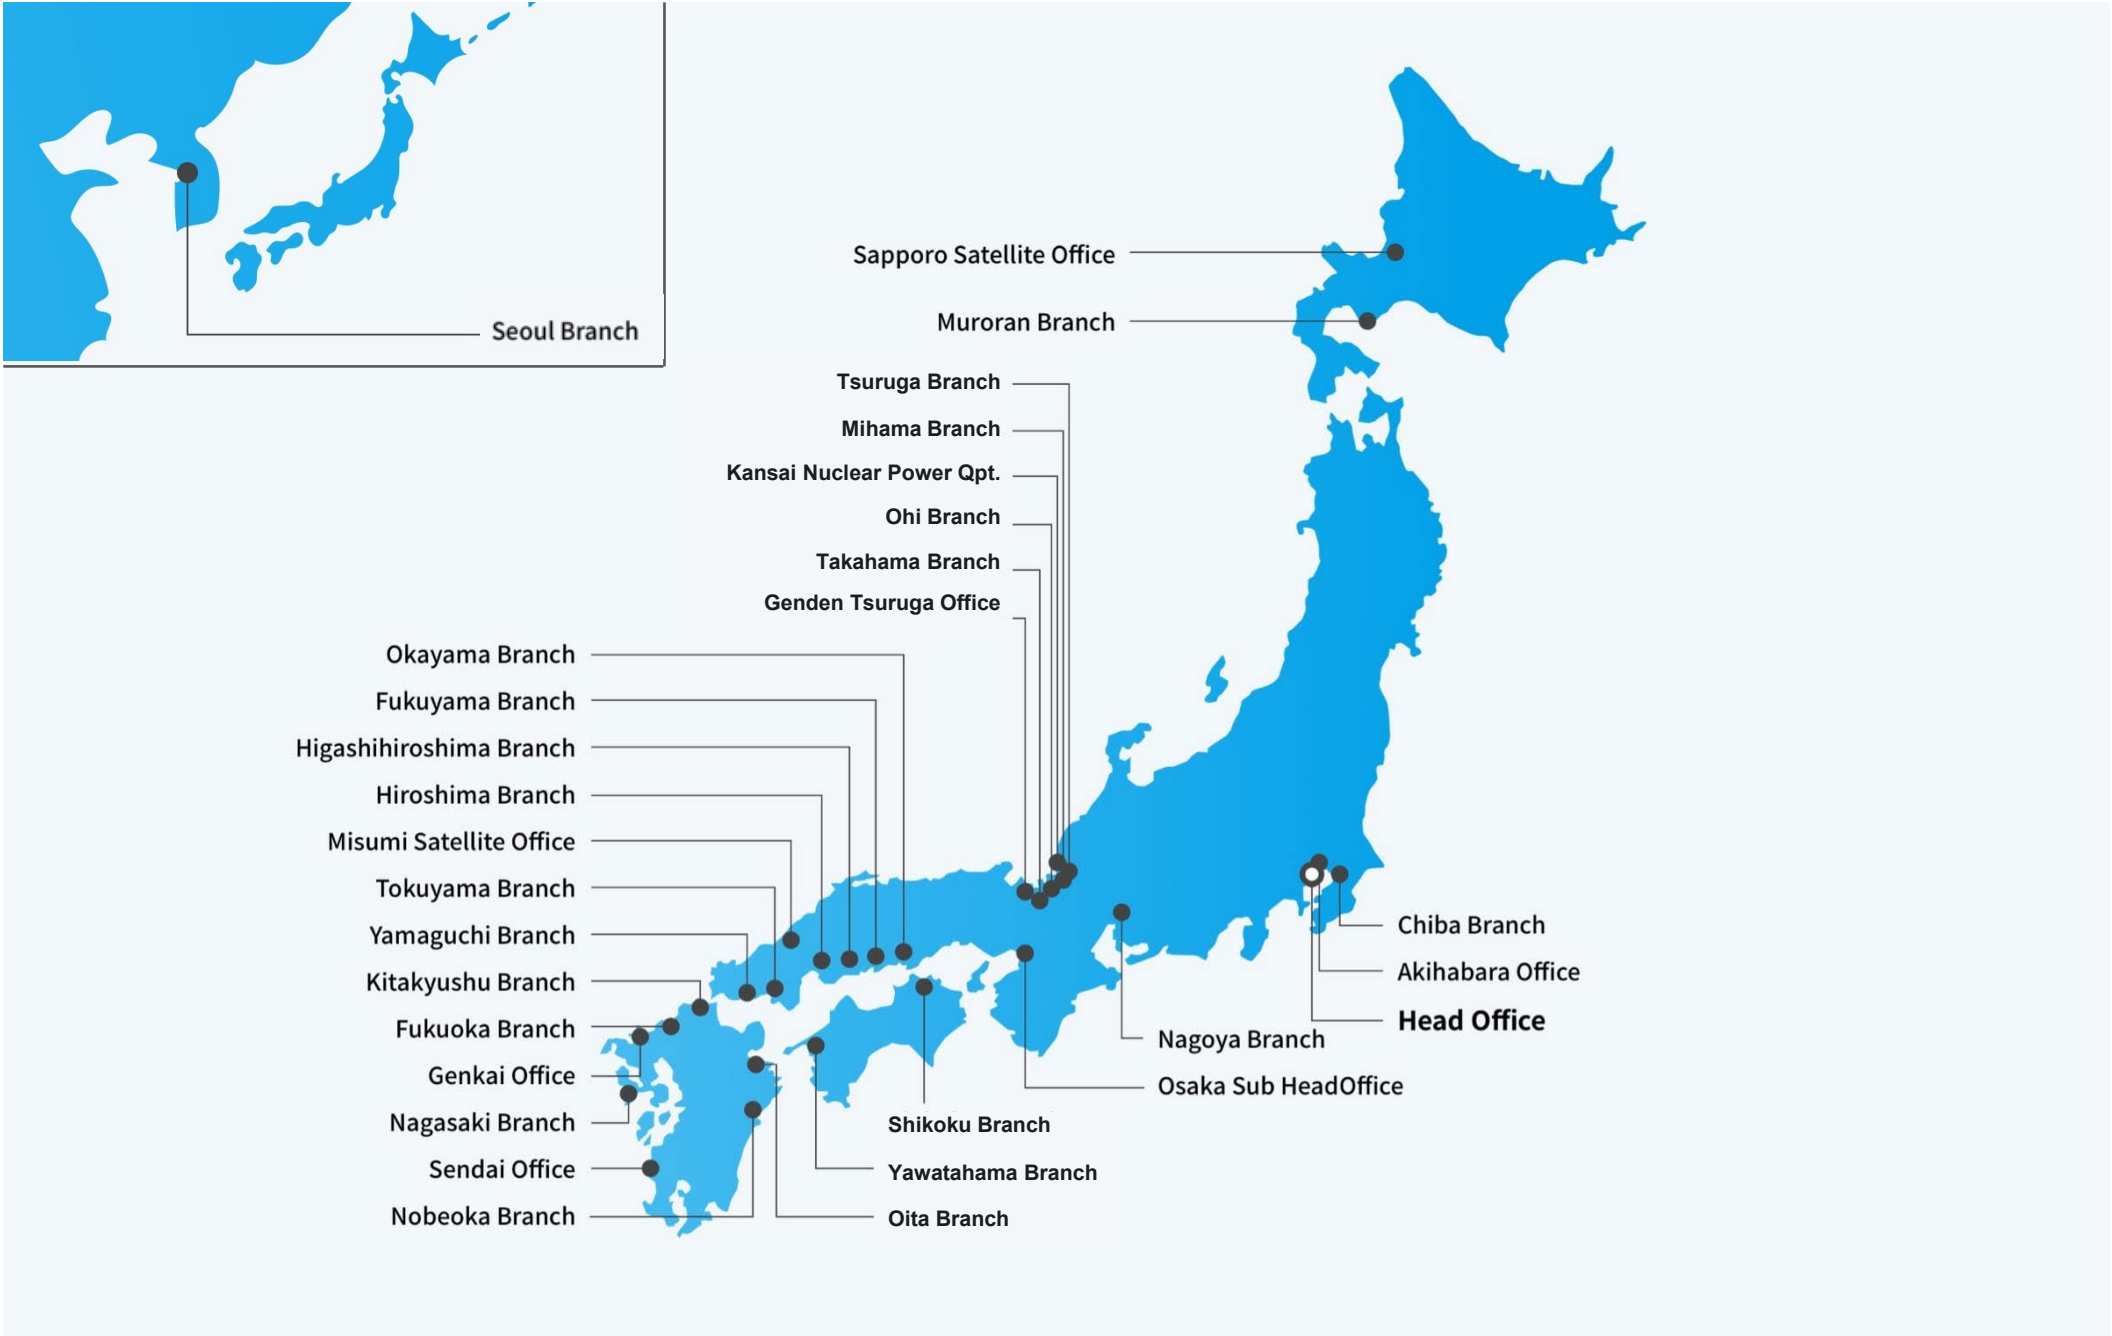 Seoul Branch
Sapporo Satellite Office
Muroran Branch
Tsuruga Branch
Mihama Branch
Kansai Nuclear Power Qpt.
Ohi Branch
Takahama Branch
Genden Tsuruga Office
Okayama Branch
Fukuyama Branch
Higashihiroshima Branch
Hiroshima Branch
Misumi Satellite Office
Tokuyama Branch
Yamaguchi Branch
Kitakyushu Branch
Fukuoka Branch
Genkai Office
Nagasaki Branch
Sendai Office
Nobeoka Branch
Chiba Branch
Akihabara Office
Head Office
Nagoya Branch
Osaka Sub HeadOffice
Shikoku Branch
Yawatahama Branch
Oita Branch